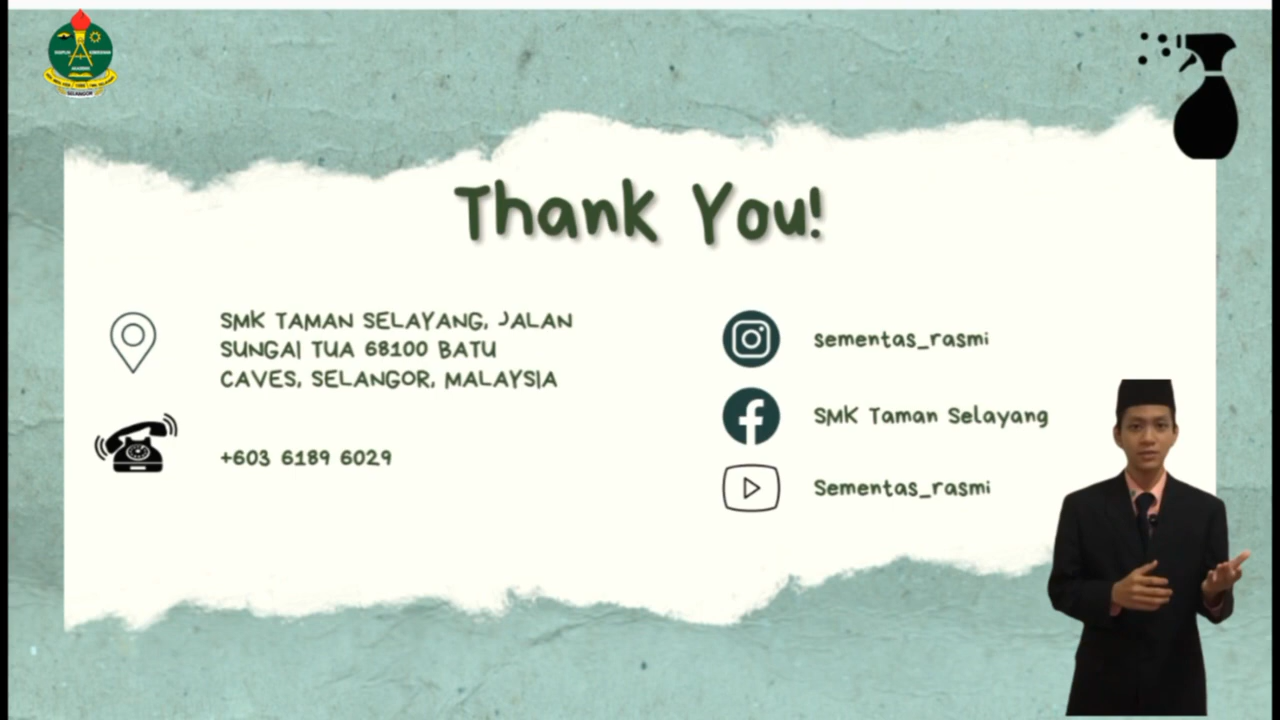 Thank You!
SMK TAMAN SELAYANG, JALAN
SUNGAI TUA 68100 BATU
CAVES, SELANGOR, MALAYSIA
+603 6189 6029
sementas_rasmi
SMK Taman Selayang
Sementas_rasmi
SELANGOR